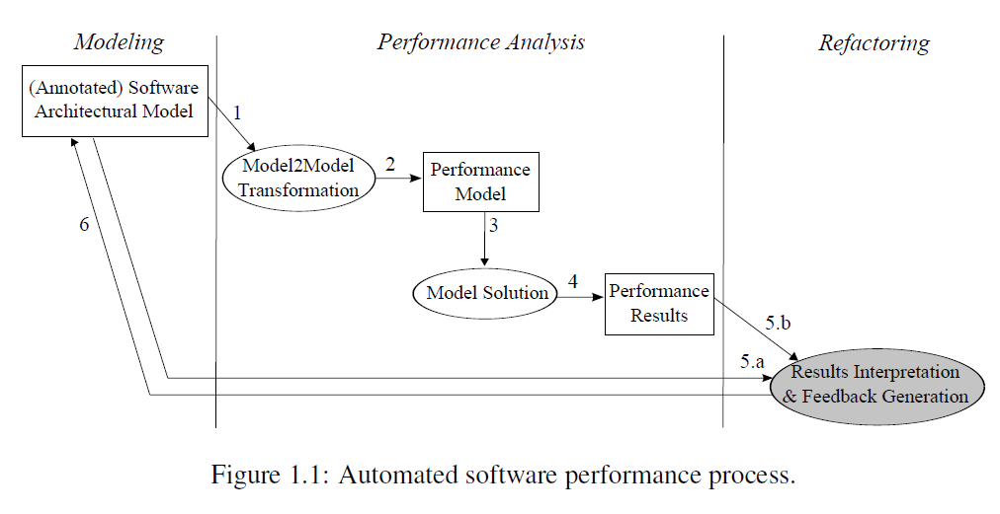 Modeling
Performance Analysis
Refactoring
(Annotated) Software
Architectural Model
1
Model2Model
Transformation
2
Performance
Model
6
3
Model Solution
4
Performance
Results
5.b
5.a
Results Interpretation
& Feedback Generation
Figure 1.1: Automated software performance process.